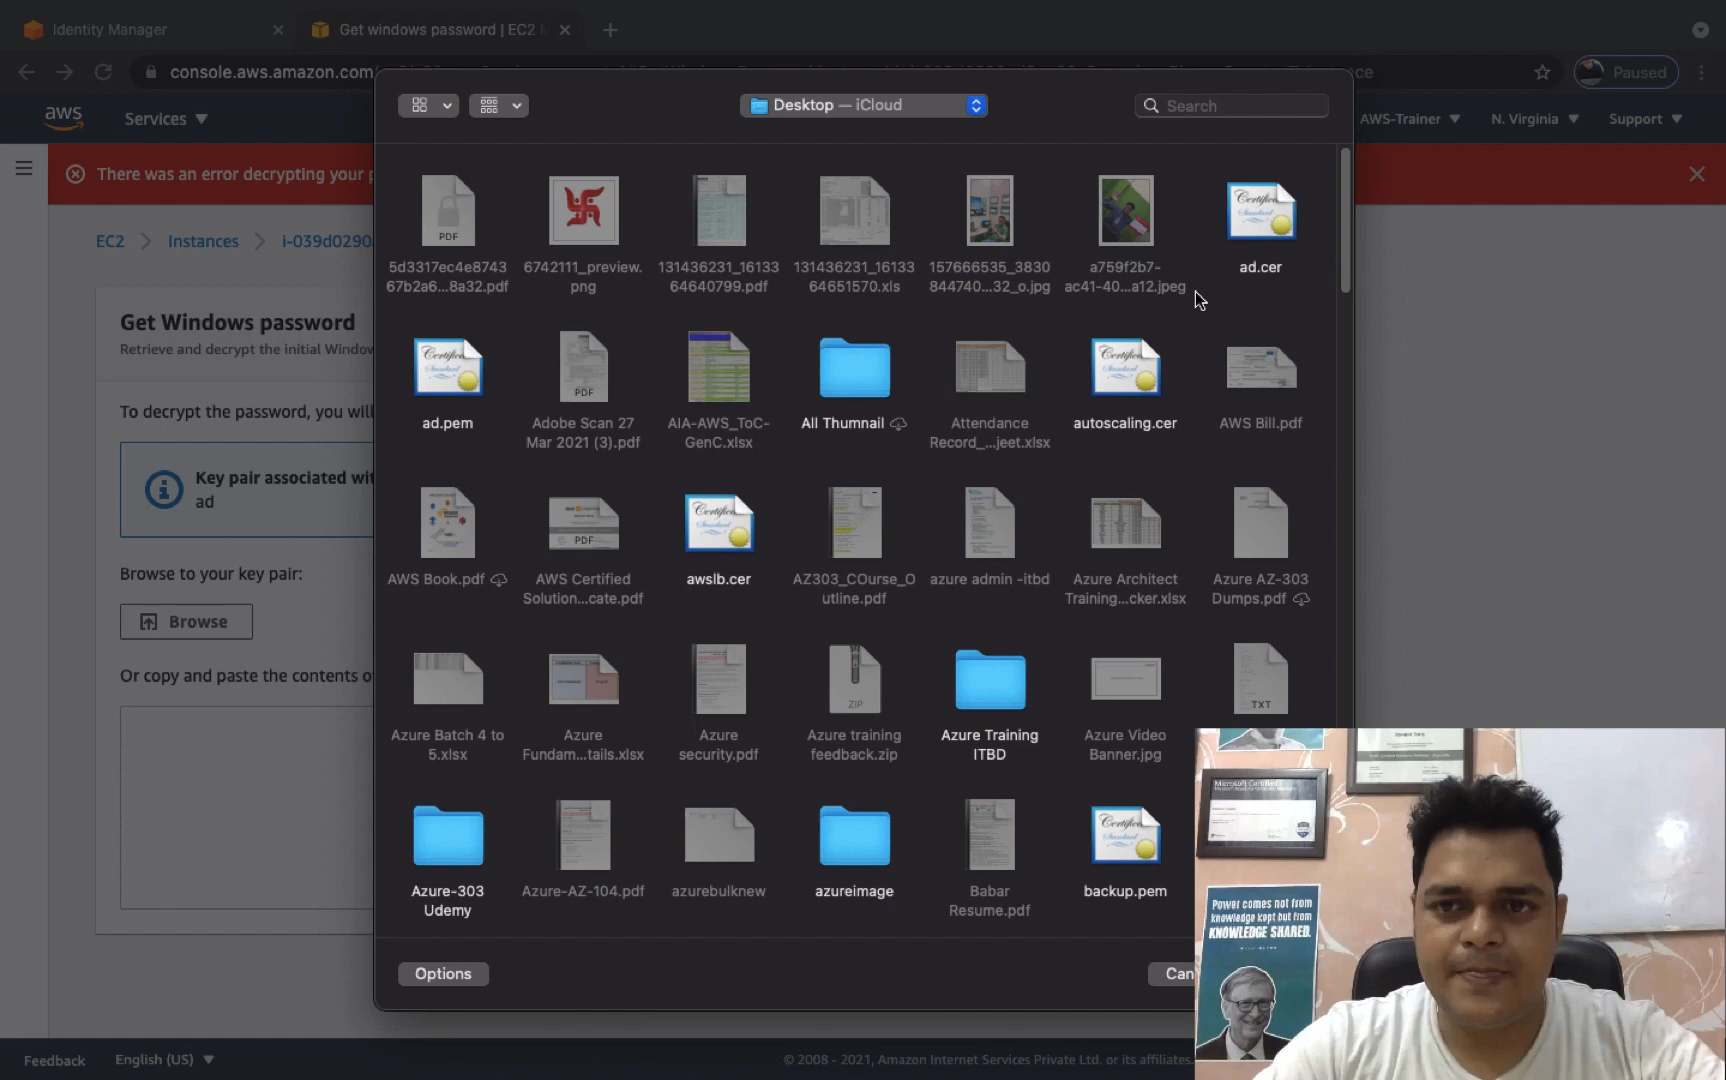 Identity Manager
Get windows password | EC2
console.aws.amazon.com
Paused
aws
Services
AWS-Trainer
N. Virginia
Support
There was an error decrypting your
EC2
Instances
i-039d0290
Get Windows password
Retrieve and decrypt the initial Window
To decrypt the password, you will
Key pair associated wit
ad
Browse to your key pair:
Browse
Or copy and paste the contents o
Desktop — iCloud
Search
PDF
5d3317ec4e8743
67b2a6...8a32.pdf
6742111_preview.
png
131436231_16133
64640799.pdf
131436231_16133
64651570.xls
157666535_3830
844740...32_o.jpg
a759f2b7-
ac41-40...a12.jpeg
ad.cer
ad.pem
PDF
Adobe Scan 27
Mar 2021 (3).pdf
AIA-AWS_ToC-
GenC.xlsx
All Thumnail
Attendance
Record_...jeet.xlsx
autoscaling.cer
AWS Bill.pdf
AWS Book.pdf
PDF
AWS Certified
Solution...cate.pdf
awslb.cer
AZ303_COurse_O
utline.pdf
azure admin -itbd
Azure Architect
Training...cker.xlsx
Azure AZ-303
Dumps.pdf
Azure Batch 4 to
5.xlsx
Azure
Fundam...tails.xlsx
Azure
security.pdf
ZIP
Azure training
feedback.zip
Azure Training
ITBD
Azure Video
Banner.jpg
TXT
Azure-303
Udemy
Azure-AZ-104.pdf
azurebulknew
azureimage
Babar
Resume.pdf
backup.pem
Options
Can
Microsoft Certified
Power comes not from
knowledge kept but from
KNOWLEDGE SHARED.
Feedback
English (US)
© 2008 - 2021, Amazon Internet Services Private Ltd. or its affiliates.